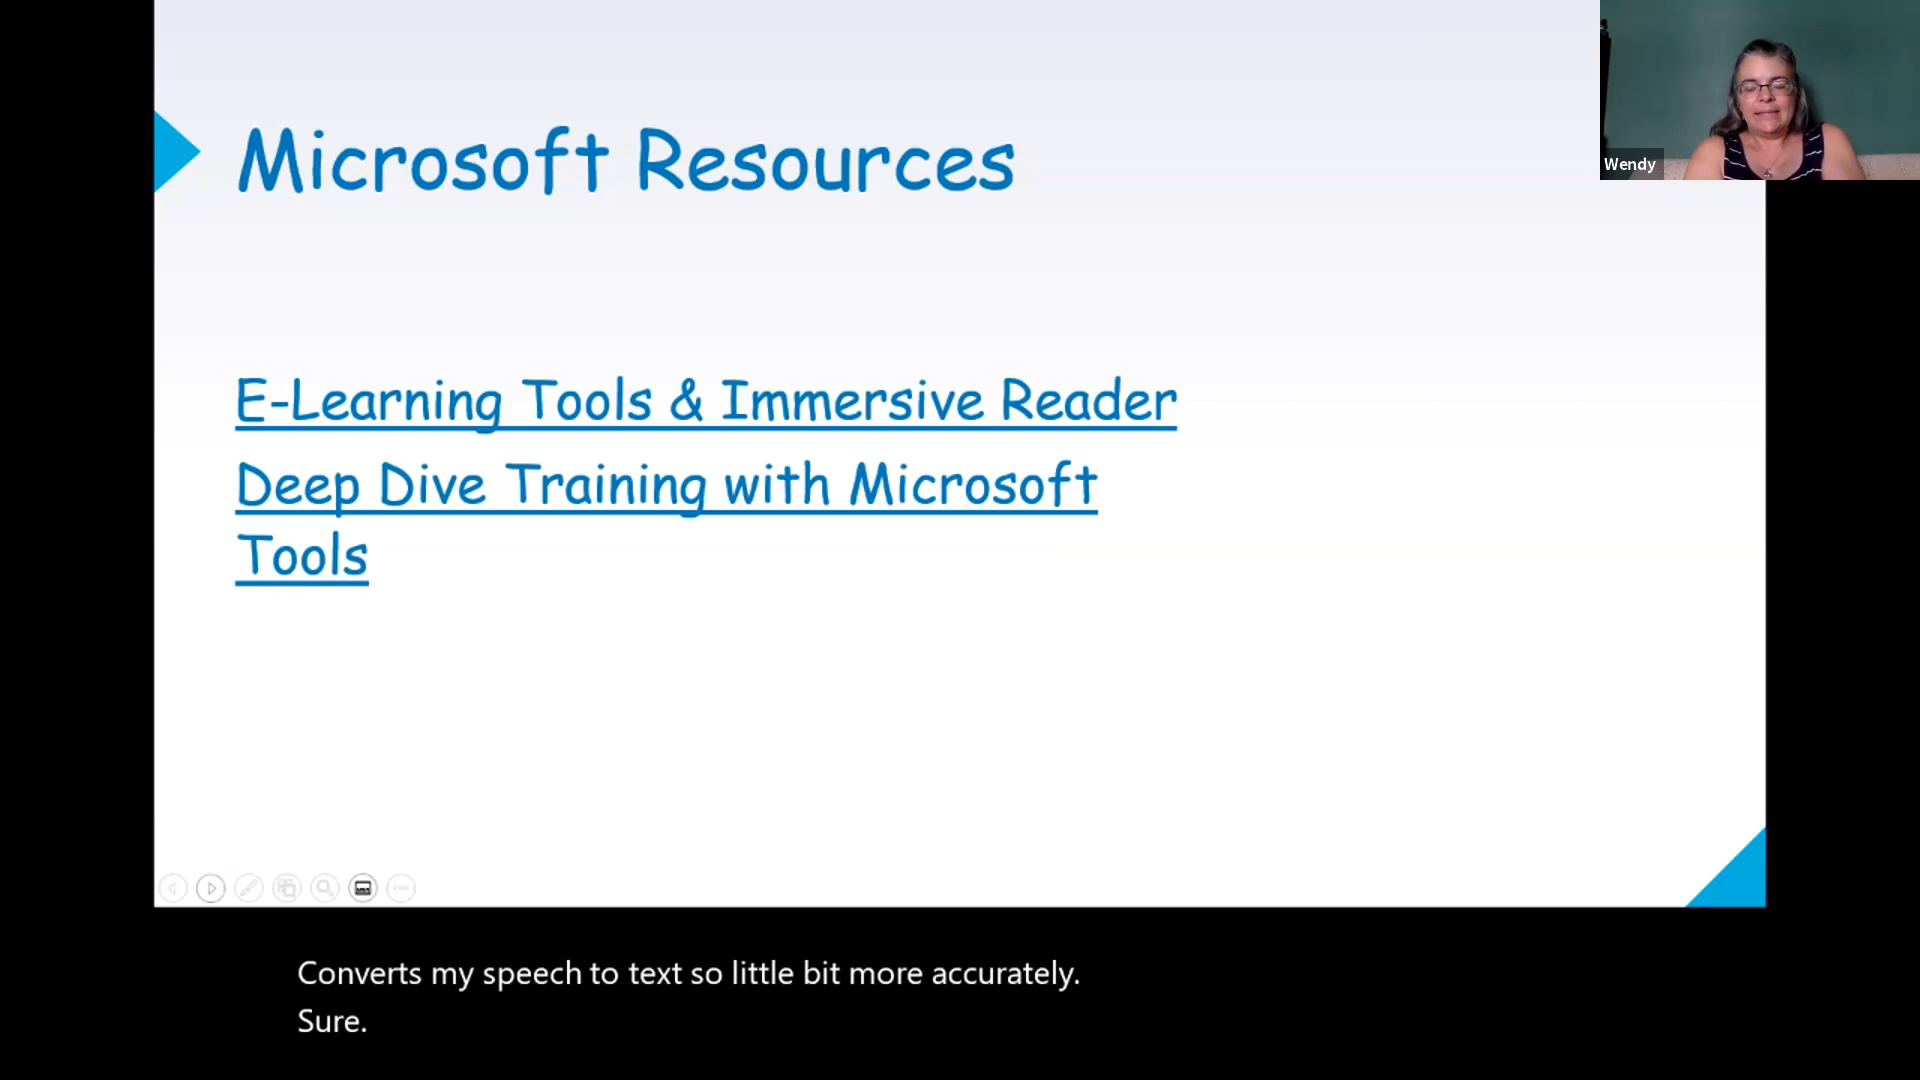 Microsoft Resources
Wendy
E-Learning Tools & Immersive Reader
Deep Dive Training with Microsoft
Tools
Converts my speech to text so little bit more accurately.
Sure.